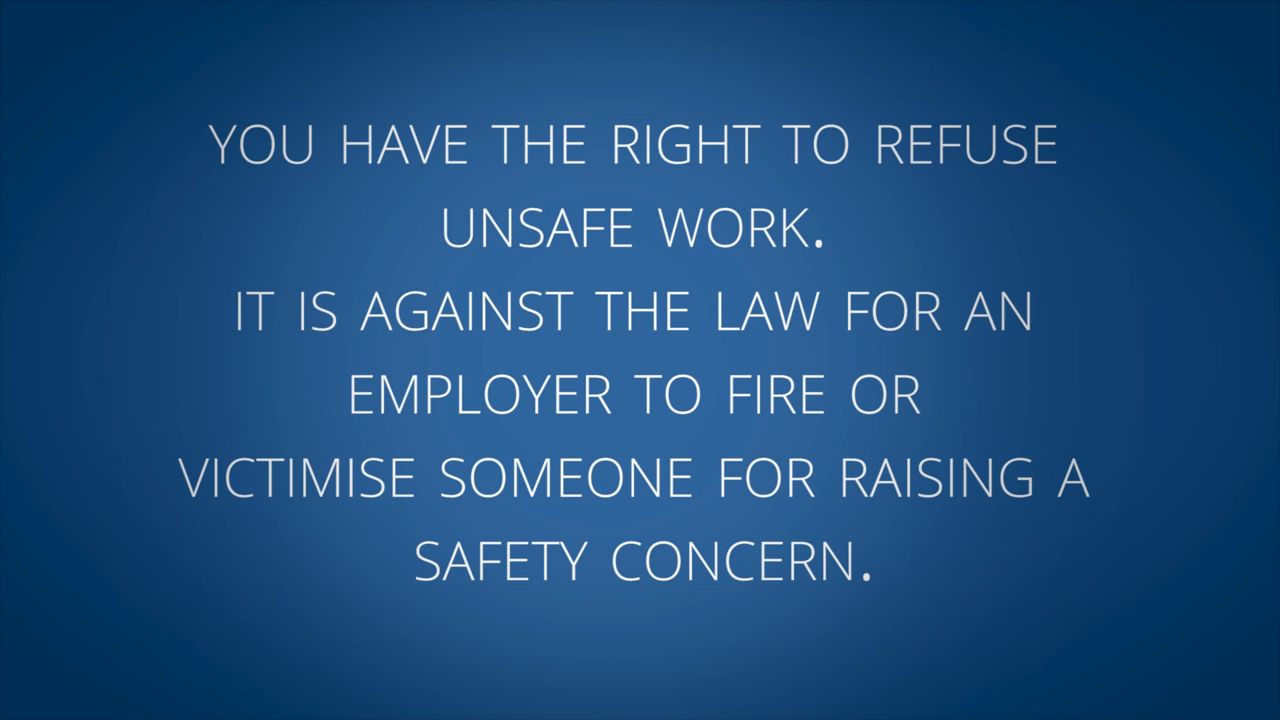 YOU HAVE THE RIGHT TO REFUSE
UNSAFE WORK.
IT IS AGAINST THE LAW FOR AN
EMPLOYER TO FIRE OR
VICTIMISE SOMEONE FOR RAISING A
SAFETY CONCERN.